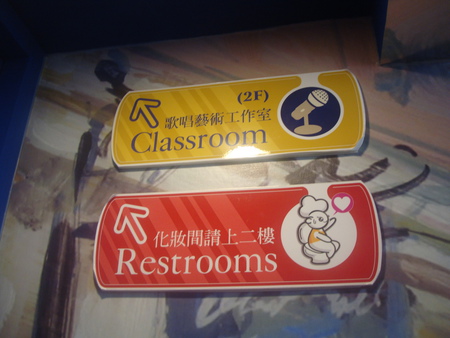 (2F)
歌唱藝術工作室
Classroom
化妝間請上二樓
Restrooms